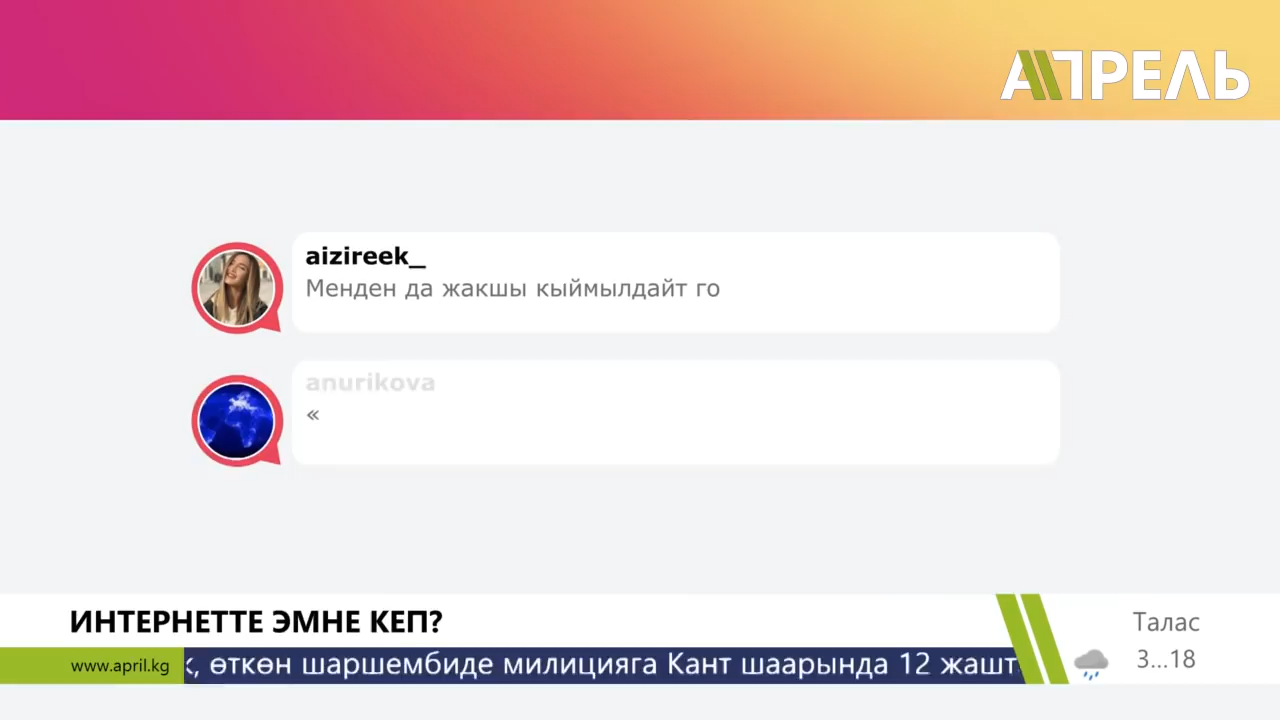 АПРЕЛЬ
aizireek_
Менден да жакшы кыймылдайт го
anurikova
«
ИНТЕРНЕТТЕ ЭМНЕ КЕП?
Талас
www.april.kg
, өткөн шаршембиде милицияга Кант шаарында 12 жашт
3...18